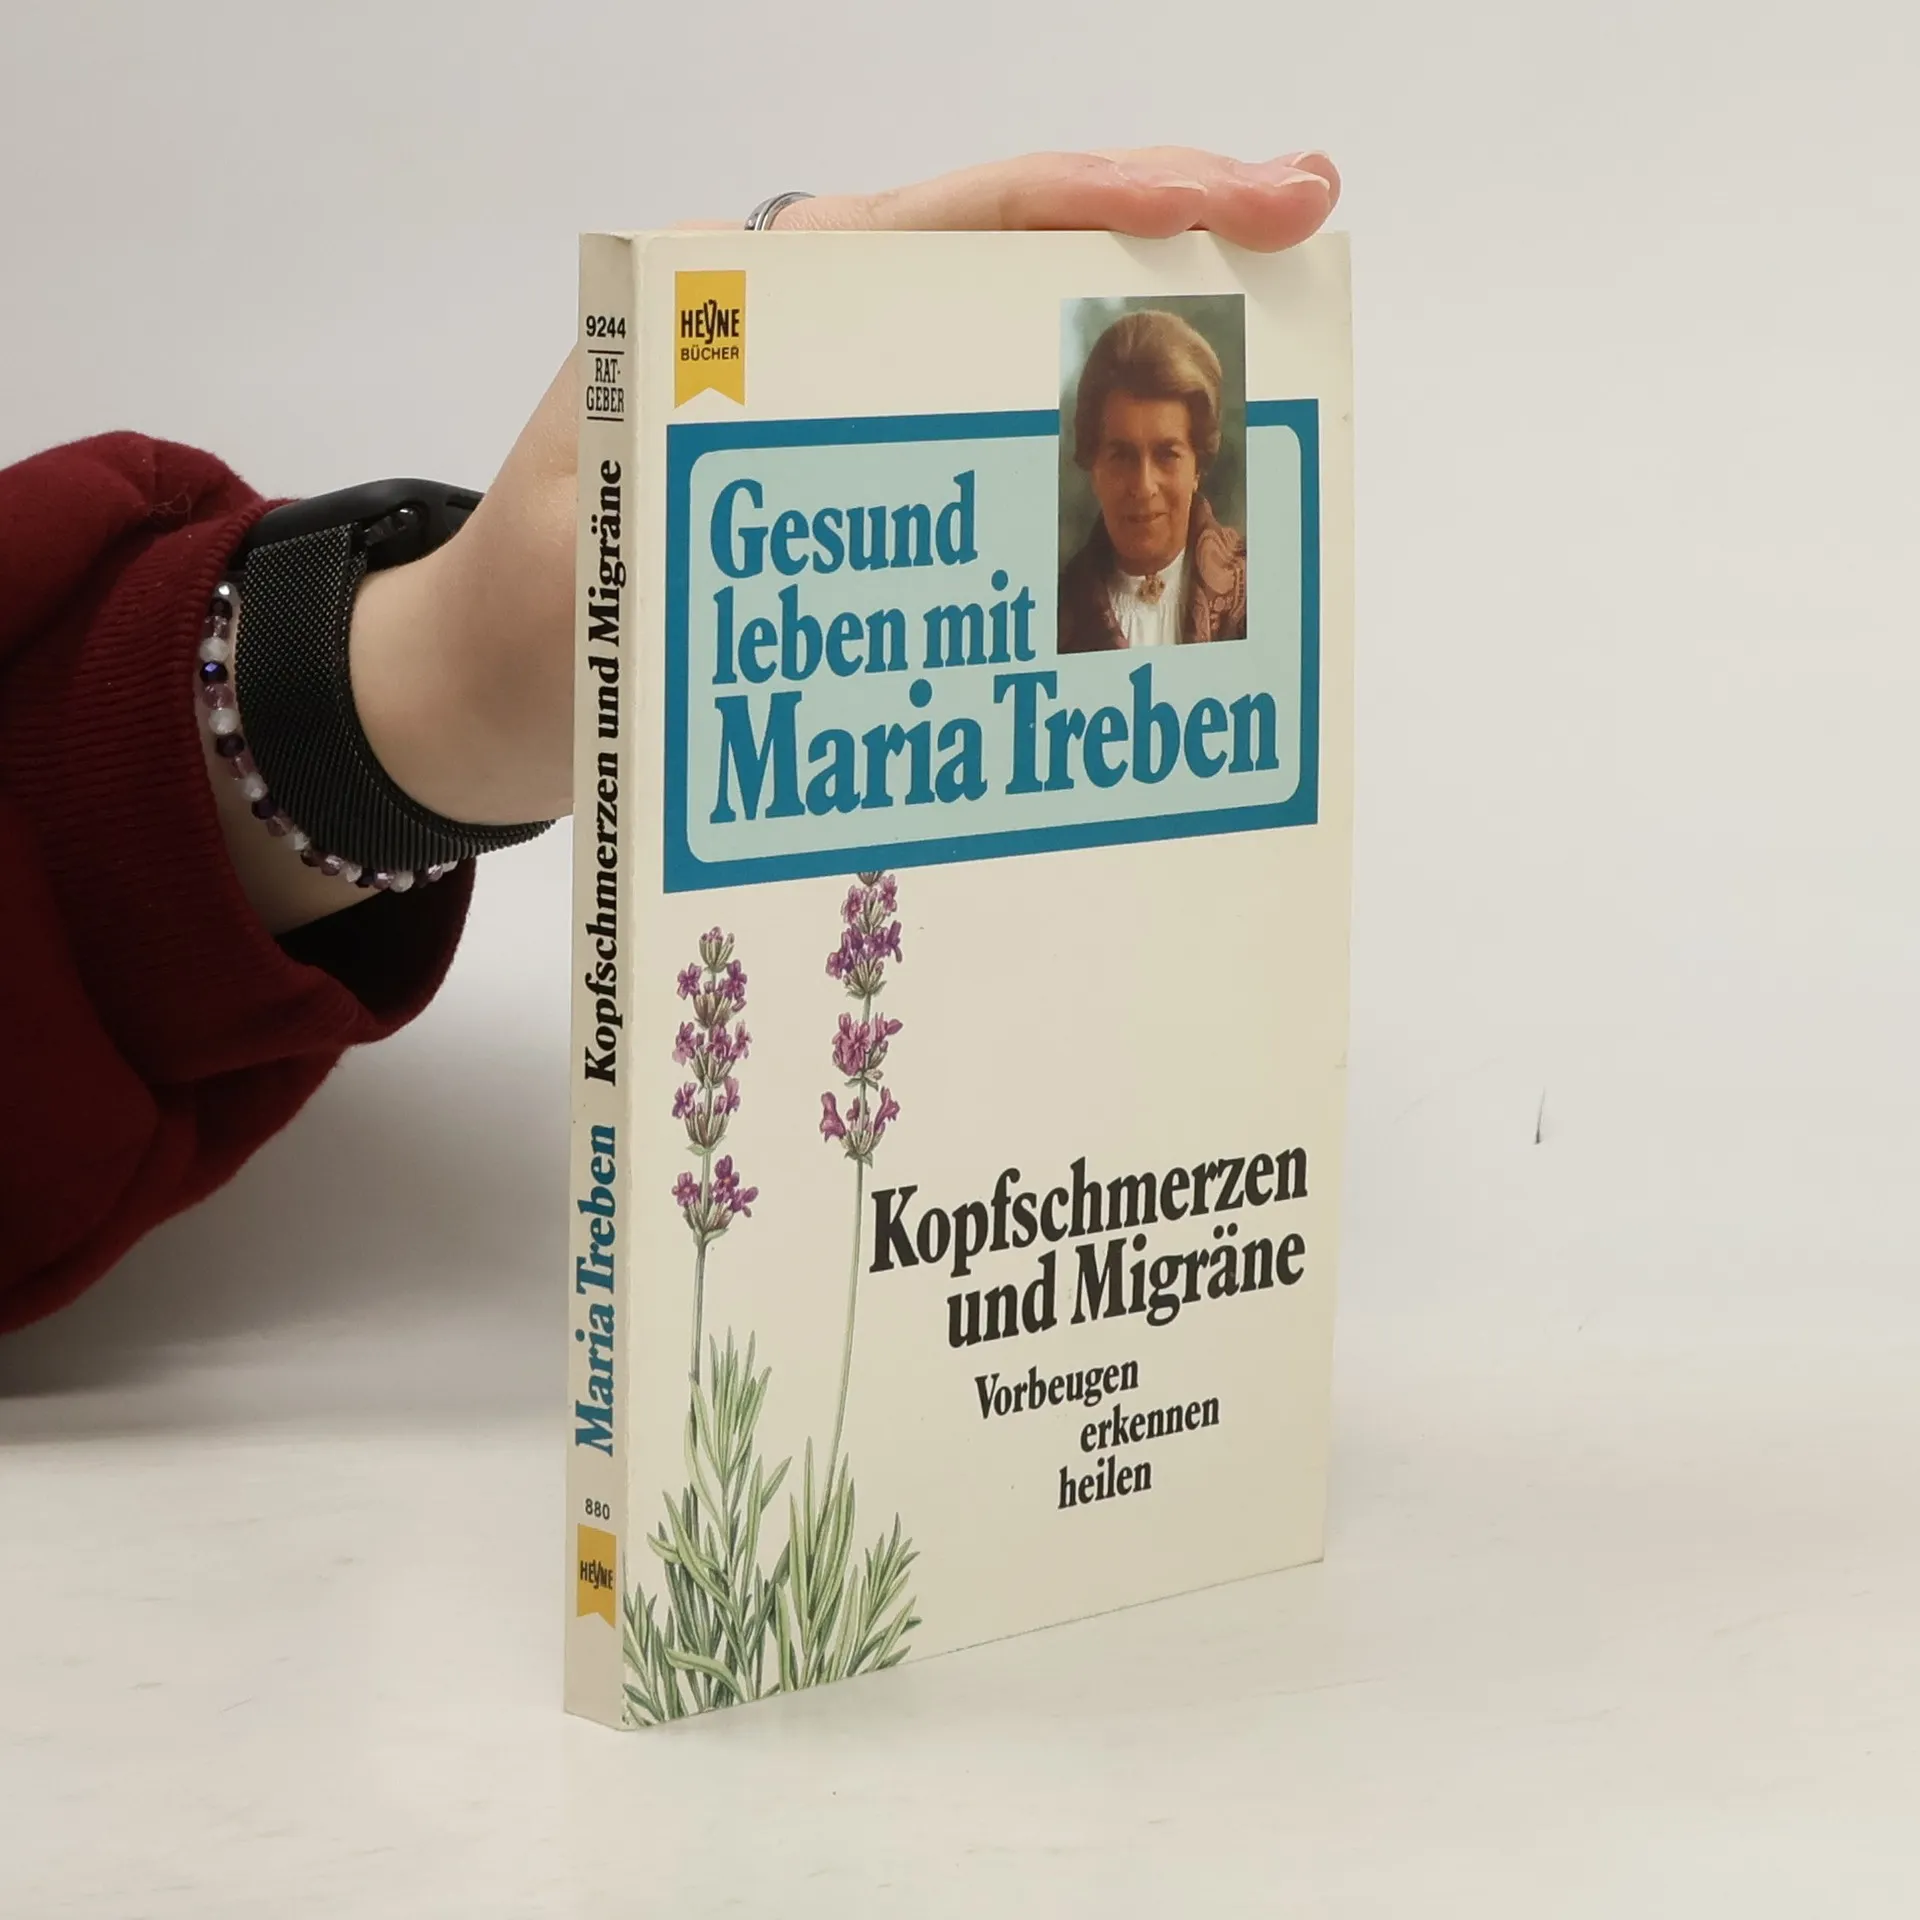 9244
RAT-
GEBER
Maria Treben Kopfschmerzen und Migräne
880
HEYNE
HEYNE
BÜCHER
Gesund
leben mit
Maria Treben
Kopfschmerzen
und Migräne
Vorbeugen
erkennen
heilen